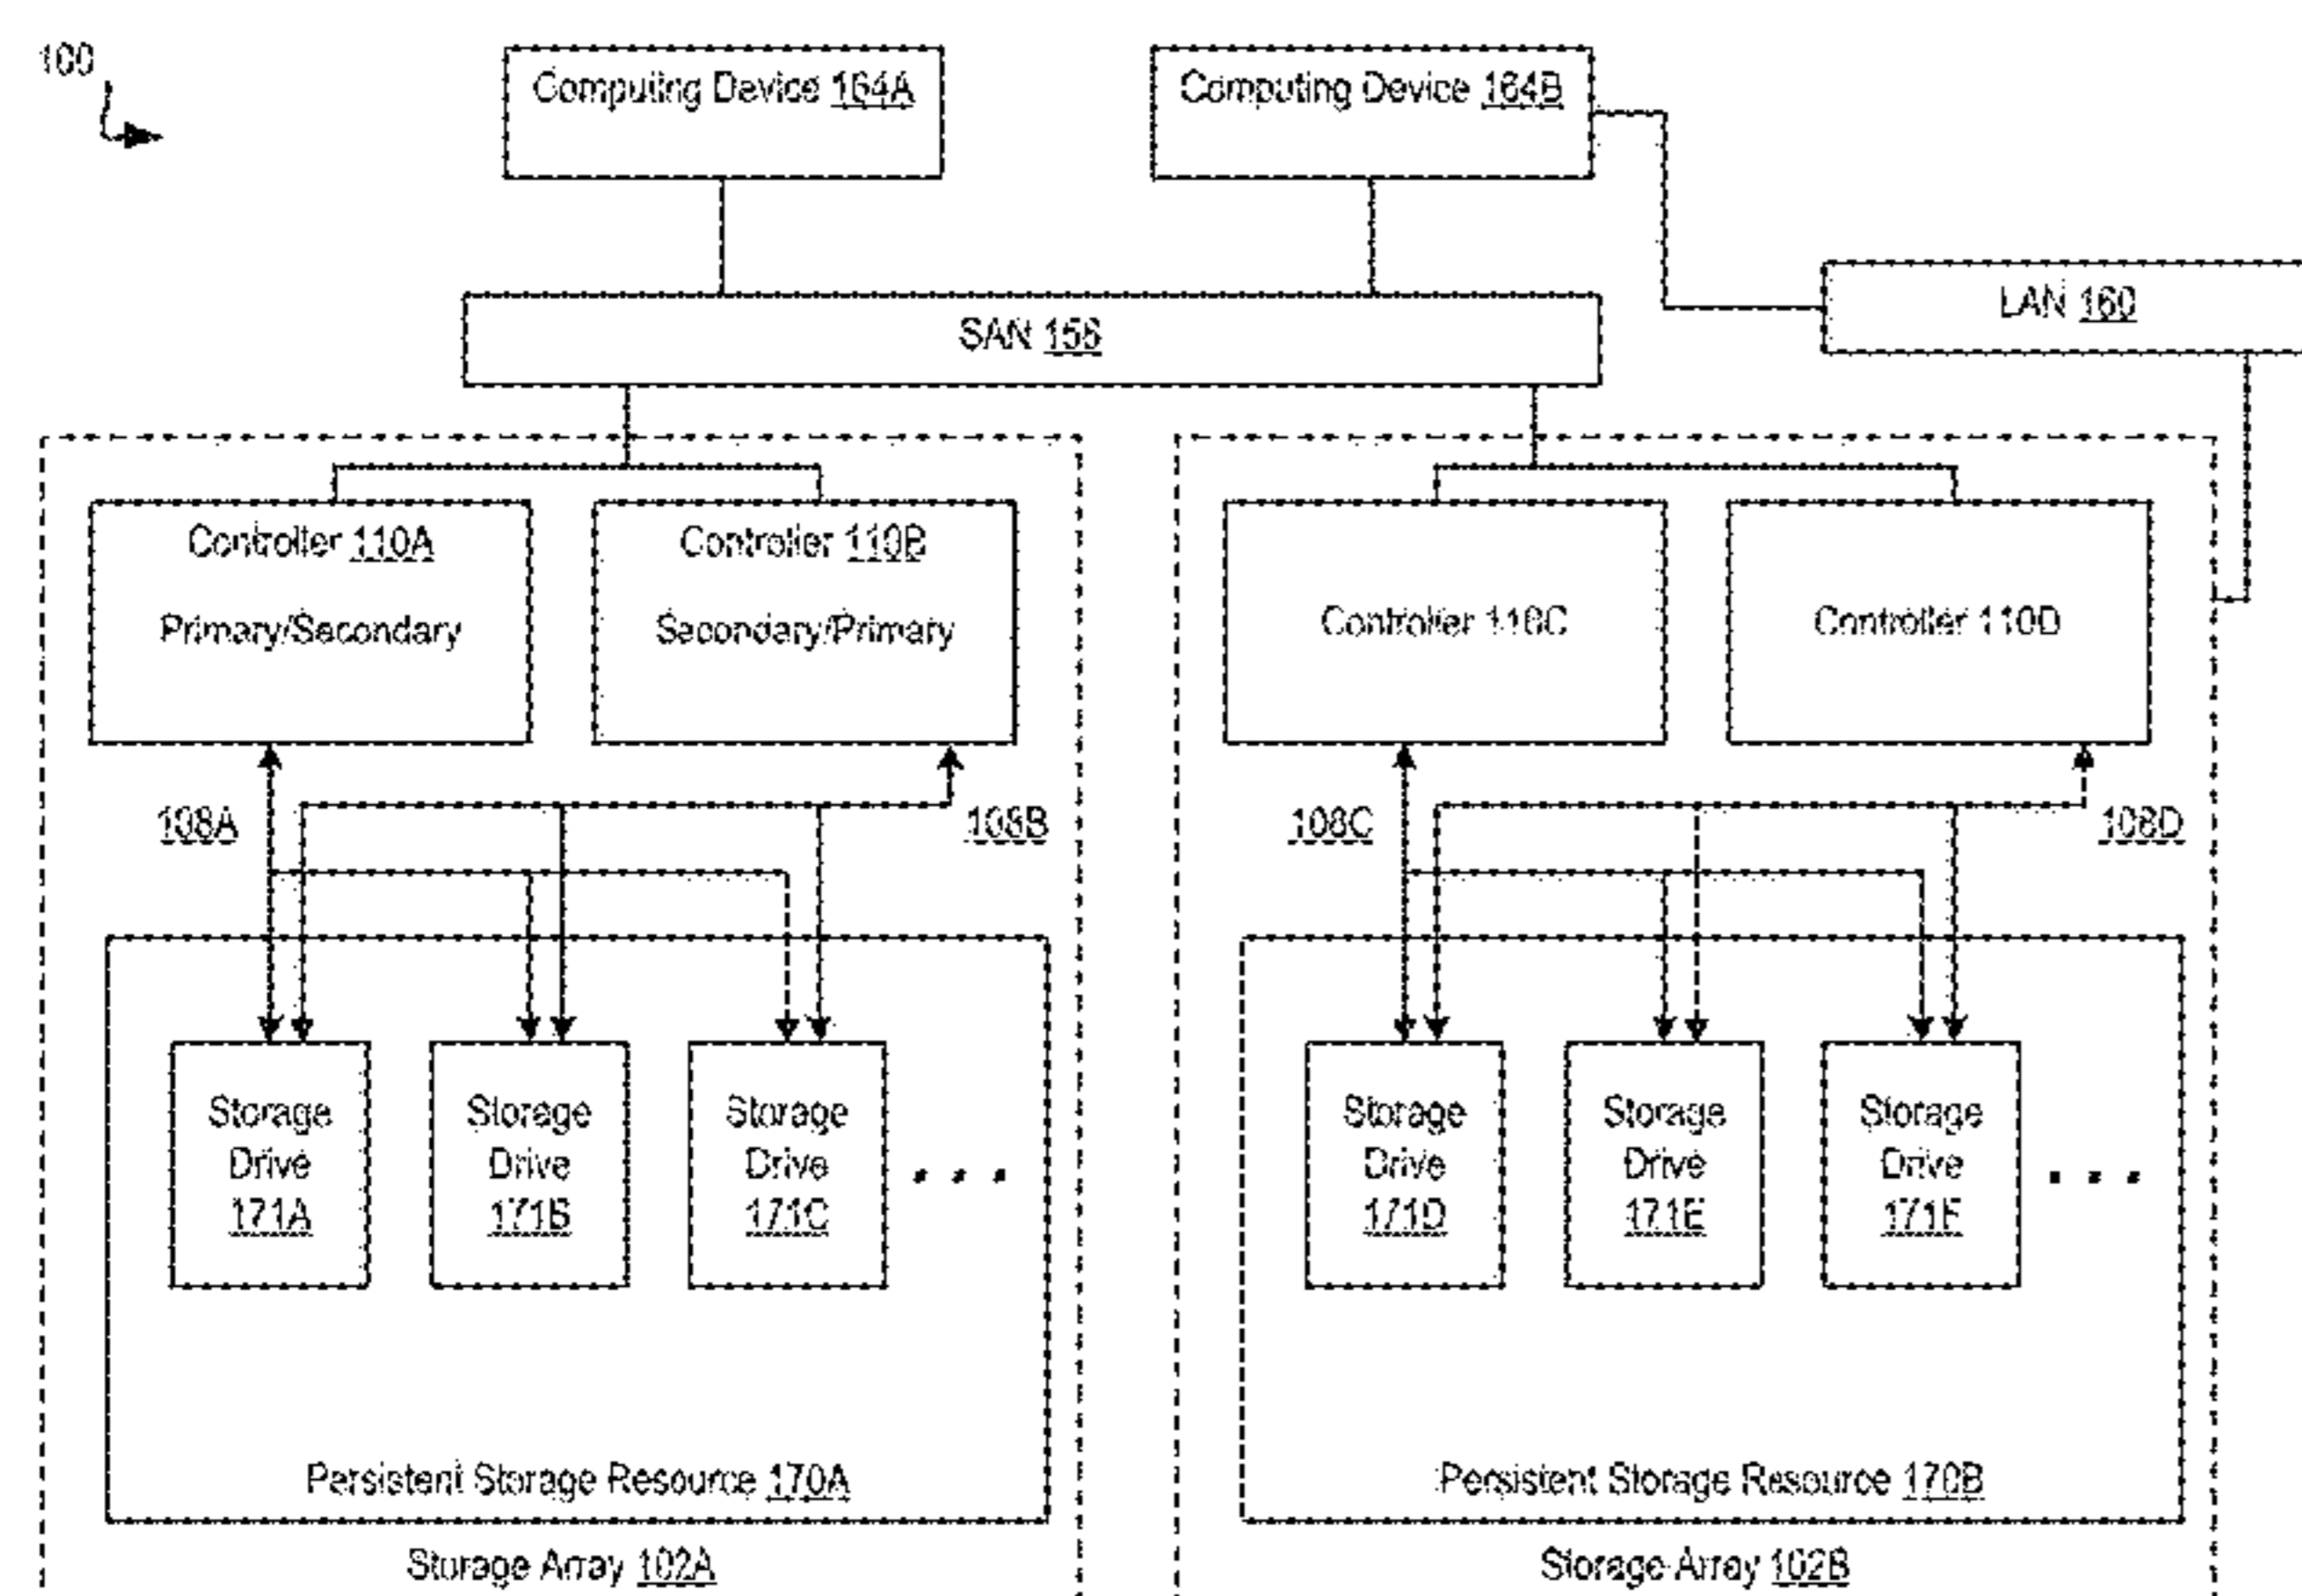 100
Computing Device 164A
Computing Device 164B
LAN 160
SAN 158
Controller 110A
Primary/Secondary
Controller 110B
Secondary/Primary
Controller 110C
Controller 110D
108A
108B
108C
108D
Storage
Drive
171A
Storage
Drive
171B
Storage
Drive
171C
Storage
Drive
171D
Storage
Drive
171E
Storage
Drive
171F
Persistent Storage Resource 170A
Persistent Storage Resource 170B
Storage Array 102A
Storage Array 102B